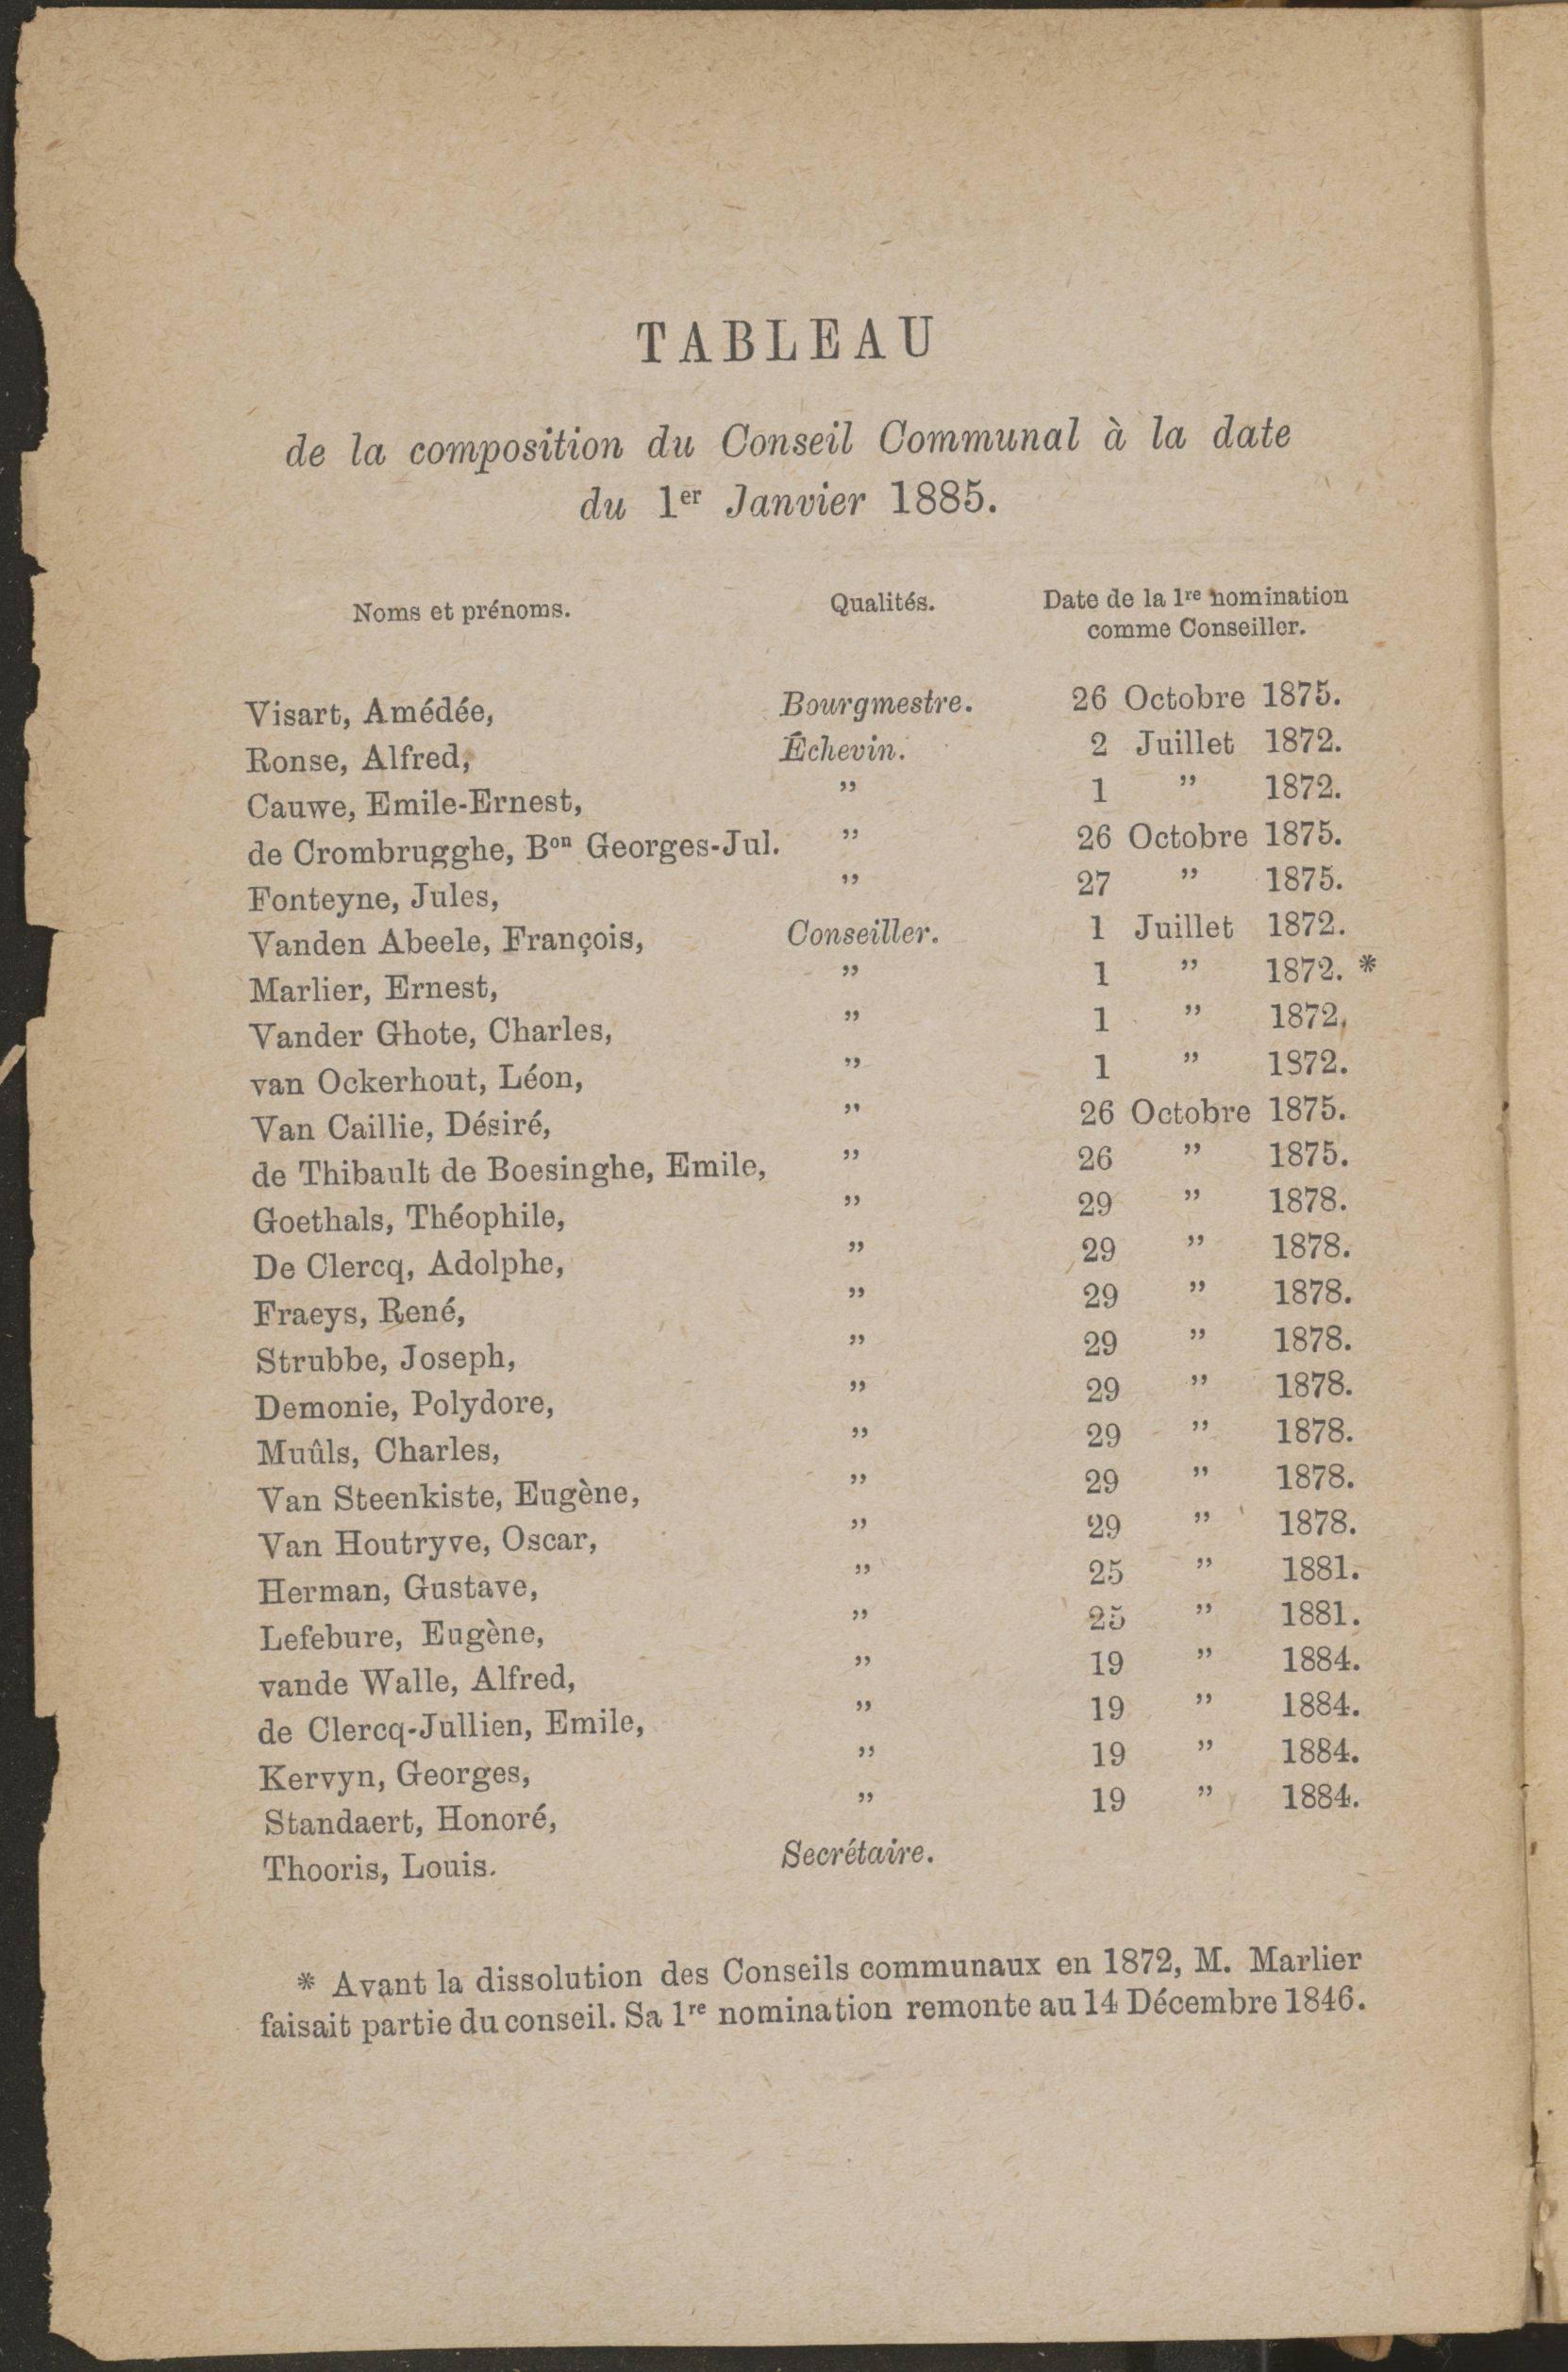 TABLEAU
de la composition du Conseil Communal à la date
du 1er Janvier 1885.
Noms et prénoms. Qualités. Date de la 1re nomination
comme Conseiller.
Visart, Amédée, Bourgmestre. 26 Octobre 1875.
Ronse, Alfred, Échevin. 2 Juillet 1872.
Cauwe, Emile-Ernest, ” 1 ” 1872.
de Crombrugghe, Bon Georges-Jul. ” 26 Octobre 1875.
Fonteyne, Jules, ” 27 ” 1875.
Vanden Abeele, François, Conseiller. 1 Juillet 1872.
Marlier, Ernest, ” 1 ” 1872. *
Vander Ghote, Charles, ” 1 ” 1872.
van Ockerhout, Léon, ” 1 ” 1872.
Van Caillie, Désiré, ” 26 Octobre 1875.
de Thibault de Boesinghe, Emile, ” 26 ” 1875.
Goethals, Théophile, ” 29 ” 1878.
De Clercq, Adolphe, ” 29 ” 1878.
Fraeys, René, ” 29 ” 1878.
Strubbe, Joseph, ” 29 ” 1878.
Demonie, Polydore, ” 29 ” 1878.
Muûls, Charles, ” 29 ” 1878.
Van Steenkiste, Eugène, ” 29 ” 1878.
Van Houtryve, Oscar, ” 29 ” 1878.
Herman, Gustave, ” 25 ” 1881.
Lefebure, Eugène, ” 25 ” 1881.
vande Walle, Alfred, ” 19 ” 1884.
de Clercq-Jullien, Emile, ” 19 ” 1884.
Kervyn, Georges, ” 19 ” 1884.
Standaert, Honoré, ” 19 ” 1884.
Thooris, Louis. Secrétaire.
* Avant la dissolution des Conseils communaux en 1872, M. Marlier
faisait partie du conseil. Sa 1re nomination remonte au 14 Décembre 1846.